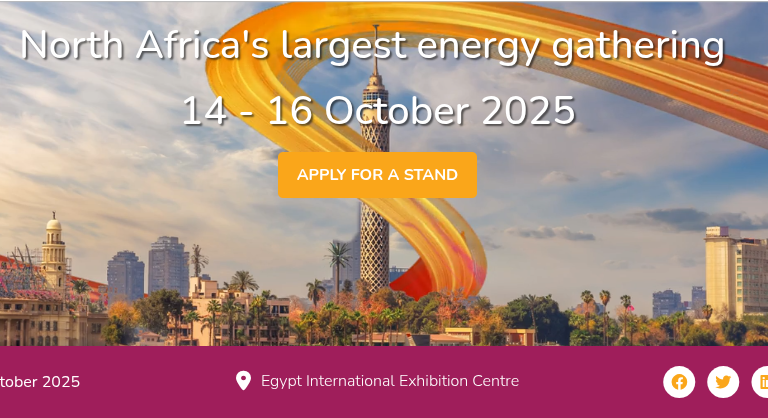 North Africa's largest energy gathering
14 - 16 October 2025
APPLY FOR A STAND
tober 2025
Egypt International Exhibition Centre